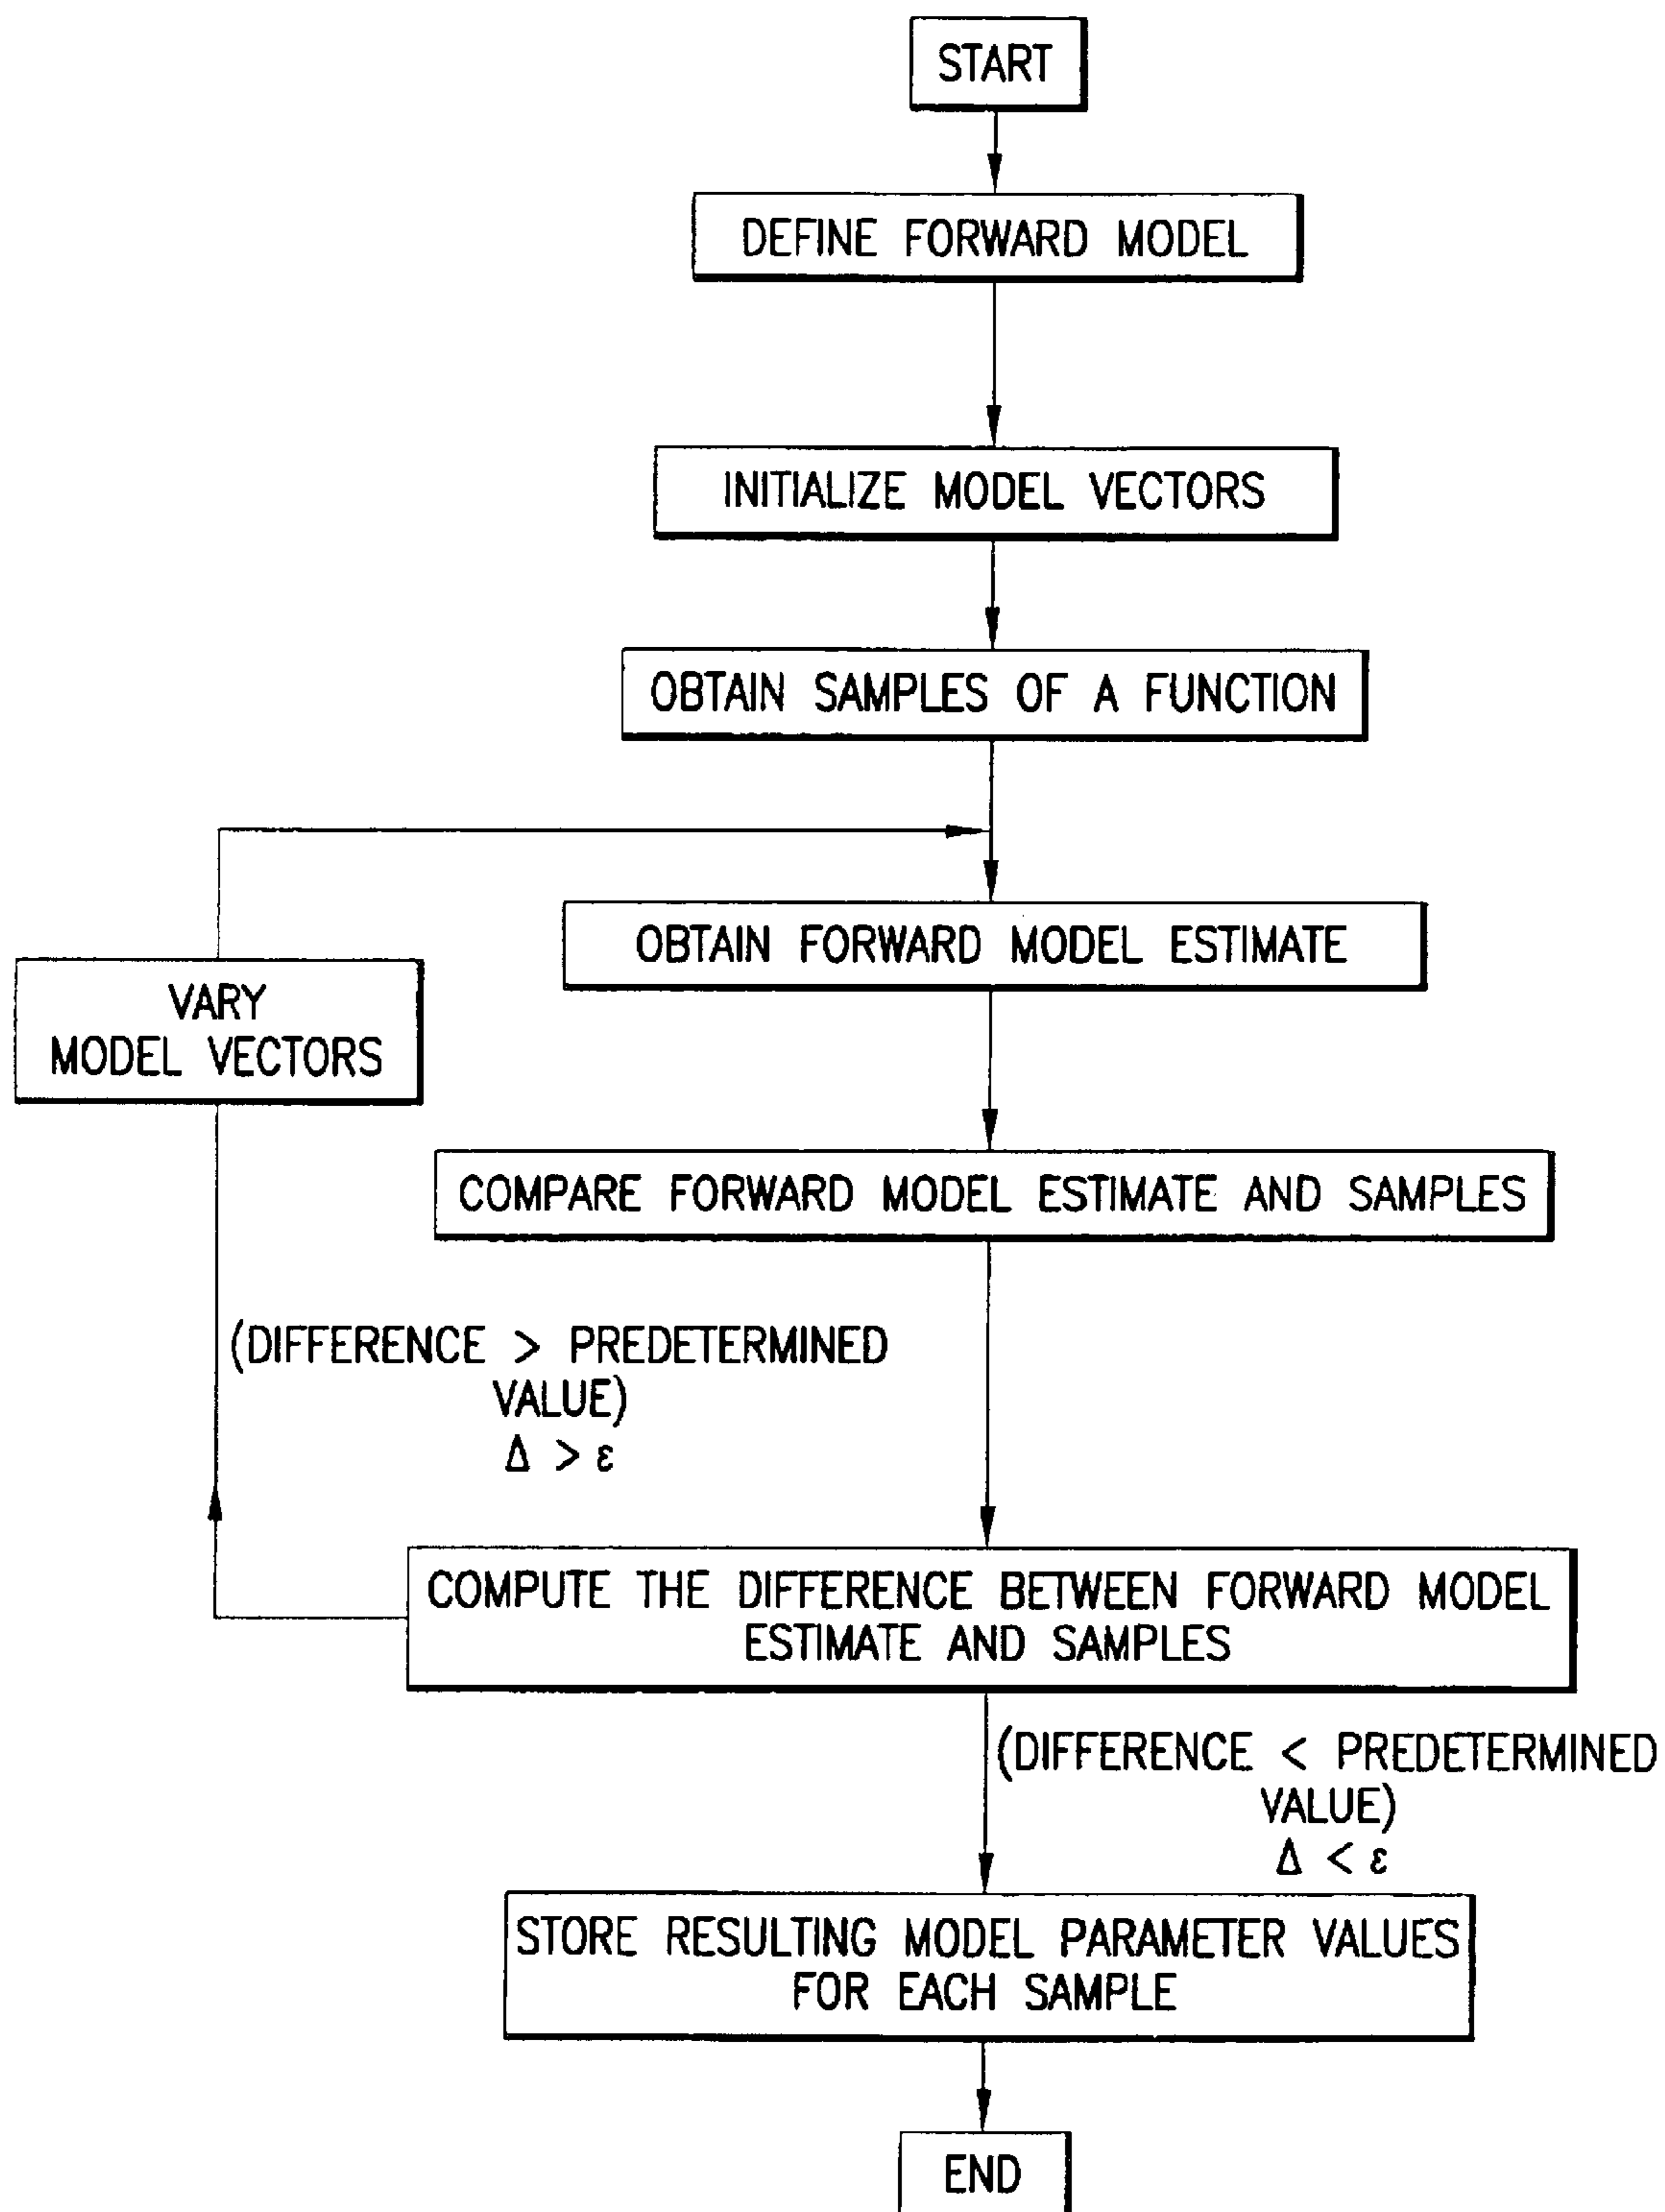 START
DEFINE FORWARD MODEL
INITIALIZE MODEL VECTORS
OBTAIN SAMPLES OF A FUNCTION
OBTAIN FORWARD MODEL ESTIMATE
VARY
MODEL VECTORS
COMPARE FORWARD MODEL ESTIMATE AND SAMPLES
(DIFFERENCE > PREDETERMINED
VALUE)
Δ > ε
COMPUTE THE DIFFERENCE BETWEEN FORWARD MODEL
ESTIMATE AND SAMPLES
(DIFFERENCE < PREDETERMINED
VALUE)
Δ < ε
STORE RESULTING MODEL PARAMETER VALUES
FOR EACH SAMPLE
END